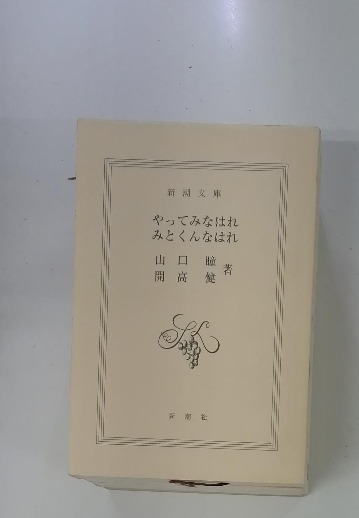 新潮文庫
やってみなはれ
みとくんなはれ
山口 瞳
開高 健
著
新潮社